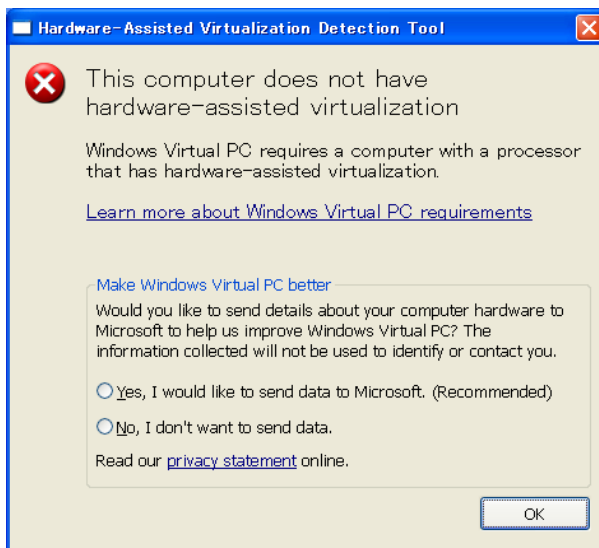 Hardware-Assisted Virtualization Detection Tool
This computer does not have
hardware-assisted virtualization
Windows Virtual PC requires a computer with a processor
that has hardware-assisted virtualization.
Learn more about Windows Virtual PC requirements
Make Windows Virtual PC better
Would you like to send details about your computer hardware to
Microsoft to help us improve Windows Virtual PC? The
information collected will not be used to identify or contact you.
Yes, I would like to send data to Microsoft. (Recommended)
No, I don't want to send data.
Read our privacy statement online.
OK